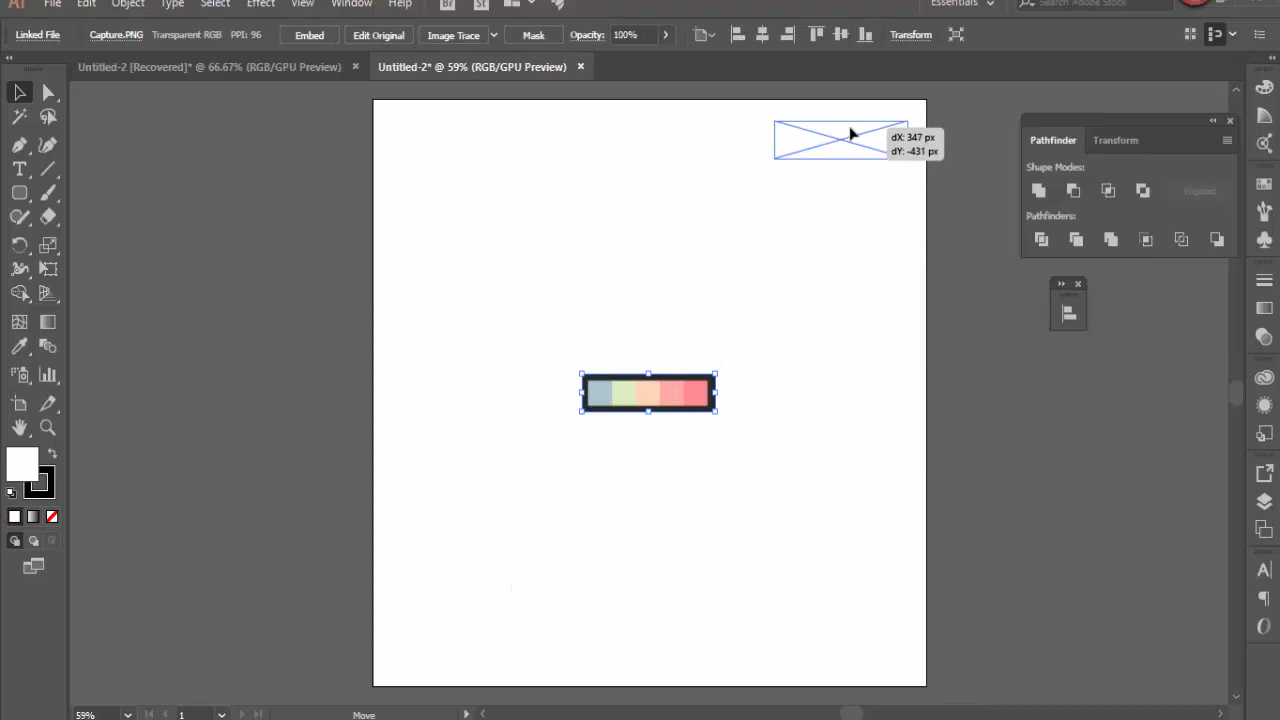 Ai File Edit Object Type Select Effect View Window Help Br St Essentials Search Adobe Stock
Linked File Capture.PNG Transparent RGB PPI: 96 Embed Edit Original Image Trace Mask Opacity: 100% Transform
Untitled-2 [Recovered]* @ 66.67% (RGB/GPU Preview) × Untitled-2* @ 59% (RGB/GPU Preview) ×
dX: 347 px
dY: -431 px
Pathfinder Transform
Shape Modes:
Expand
Pathfinders:
59% 1 Move